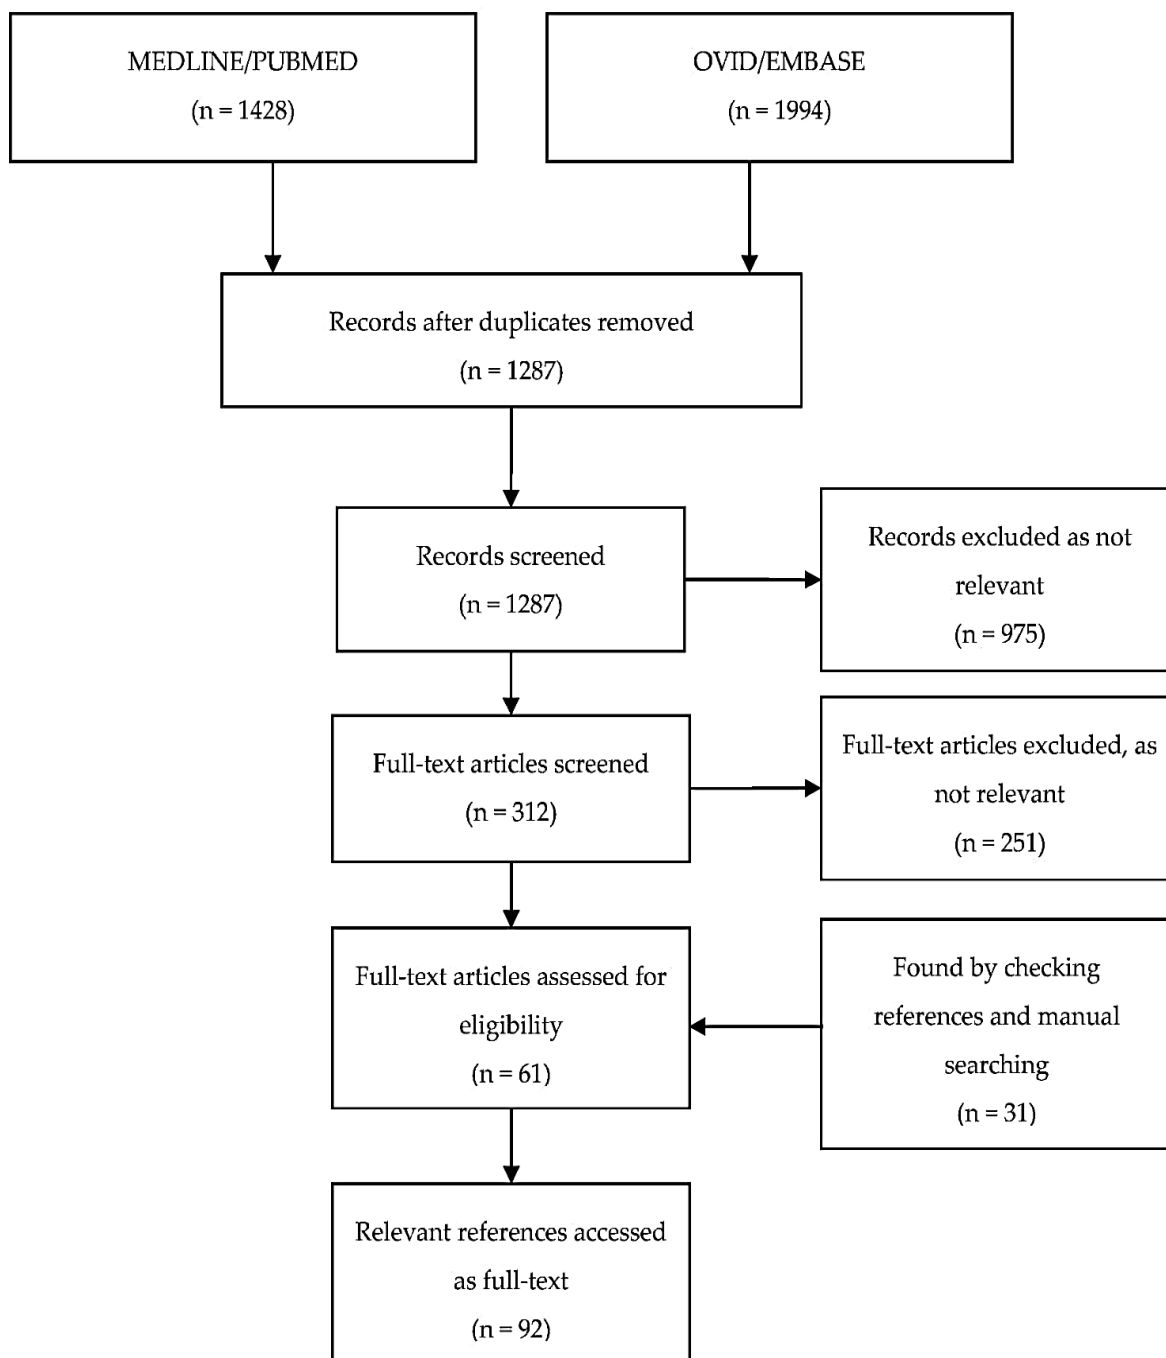 MEDLINE/PUBMED
(n = 1428)
OVID/EMBASE
(n = 1994)
Records after duplicates removed
(n = 1287)
Records screened
(n = 1287)
Records excluded as not
relevant
(n = 975)
Full-text articles screened
(n = 312)
Full-text articles excluded, as
not relevant
(n = 251)
Full-text articles assessed for
eligibility
(n = 61)
Found by checking
references and manual
searching
(n = 31)
Relevant references accessed
as full-text
(n = 92)